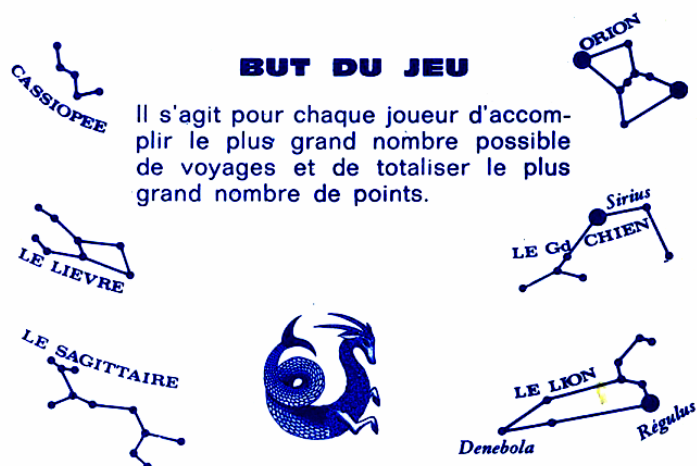 BUT DU JEU
Il s'agit pour chaque joueur d'accom-
plir le plus grand nombre possible
de voyages et de totaliser le plus
grand nombre de points.
CASSIOPEE
ORION
LE LIEVRE
Sirius
LE Gd CHIEN
LE SAGITTAIRE
LE LION
Régulus
Denebola